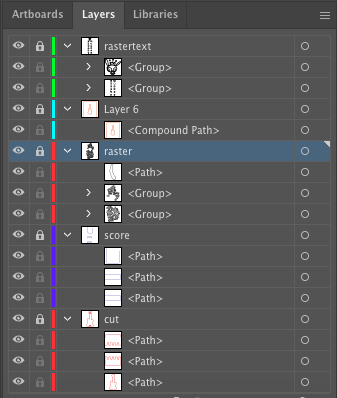 Artboards Layers Libraries
rastertext
<Group>
<Group>
Layer 6
<Compound Path>
raster
<Path>
<Group>
<Group>
score
<Path>
<Path>
<Path>
cut
<Path>
<Path>
<Path>